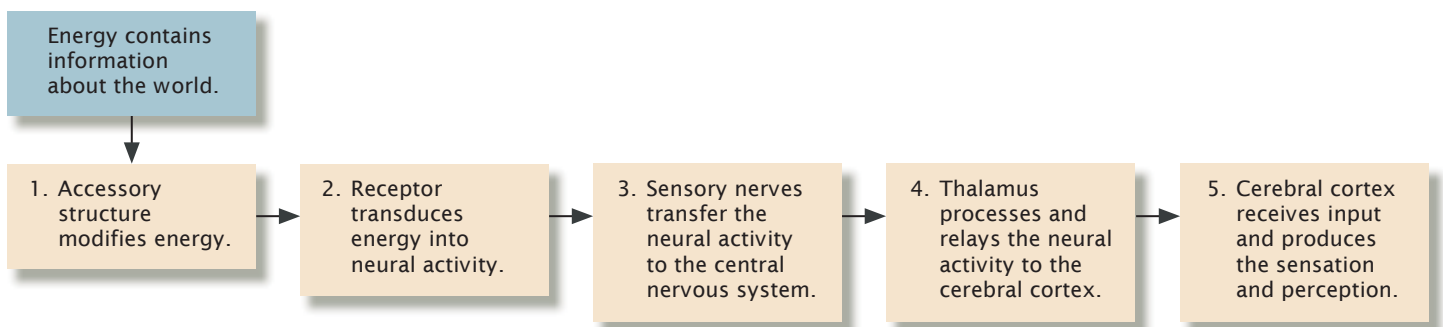 Energy contains
information
about the world.
1. Accessory
structure
modifies energy.
2. Receptor
transduces
energy into
neural activity.
3. Sensory nerves
transfer the
neural activity
to the central
nervous system.
4. Thalamus
processes and
relays the neural
activity to the
cerebral cortex.
5. Cerebral cortex
receives input
and produces
the sensation
and perception.